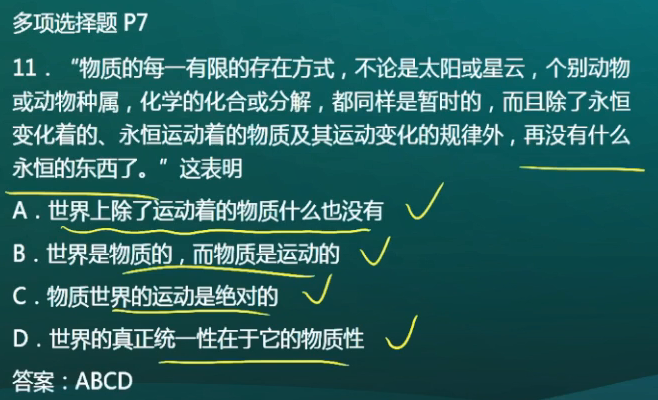 多项选择题 P7
11．“物质的每一有限的存在方式，不论是太阳或星云，个别动物
或动物种属，化学的化合或分解，都同样是暂时的，而且除了永恒
变化着的、永恒运动着的物质及其运动变化的规律外，再没有什么
永恒的东西了。”这表明
A．世界上除了运动着的物质什么也没有
B．世界是物质的，而物质是运动的
C．物质世界的运动是绝对的
D．世界的真正统一性在于它的物质性
答案：ABCD